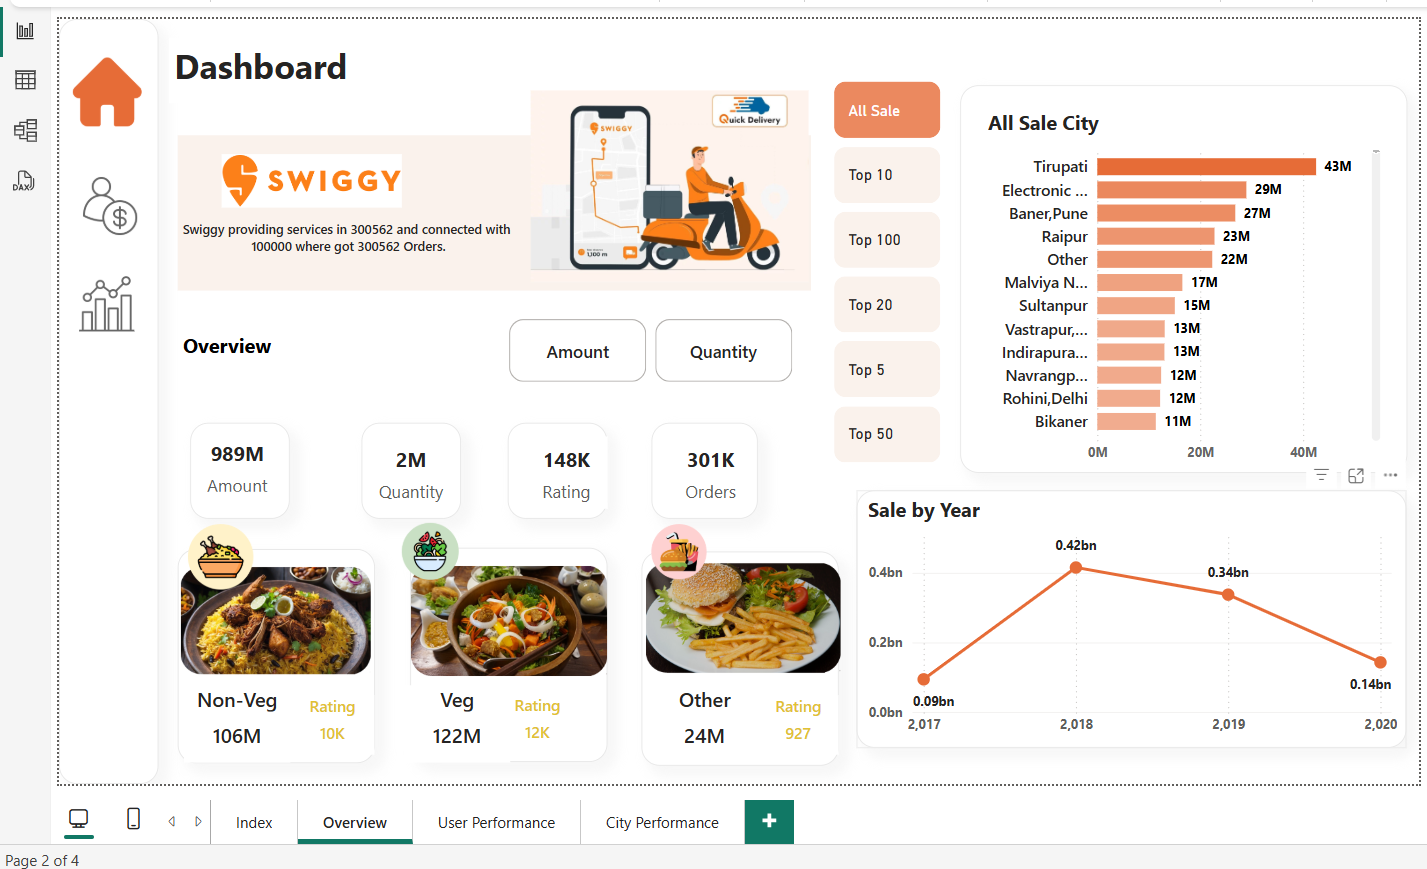 Dashboard
SWIGGY
Swiggy providing services in 300562 and connected with
100000 where got 300562 Orders.
SWIGGY
1,100 m
Quick Delivery
All Sale
Top 10
Top 100
Top 20
Top 5
Top 50
All Sale City
Tirupati 43M
Electronic ... 29M
Baner,Pune 27M
Raipur 23M
Other 22M
Malviya N... 17M
Sultanpur 15M
Vastrapur,... 13M
Indirapura... 13M
Navrangp... 12M
Rohini,Delhi 12M
Bikaner 11M
0M 20M 40M
Overview
Amount
Quantity
989M
Amount
2M
Quantity
148K
Rating
301K
Orders
Non-Veg
106M
Rating
10K
Veg
122M
Rating
12K
Other
24M
Rating
927
Sale by Year
0.42bn
0.34bn
0.4bn
0.2bn
0.14bn
0.09bn
0.0bn
2,017 2,018 2,019 2,020
DAX
Index
Overview
User Performance
City Performance
+
Page 2 of 4